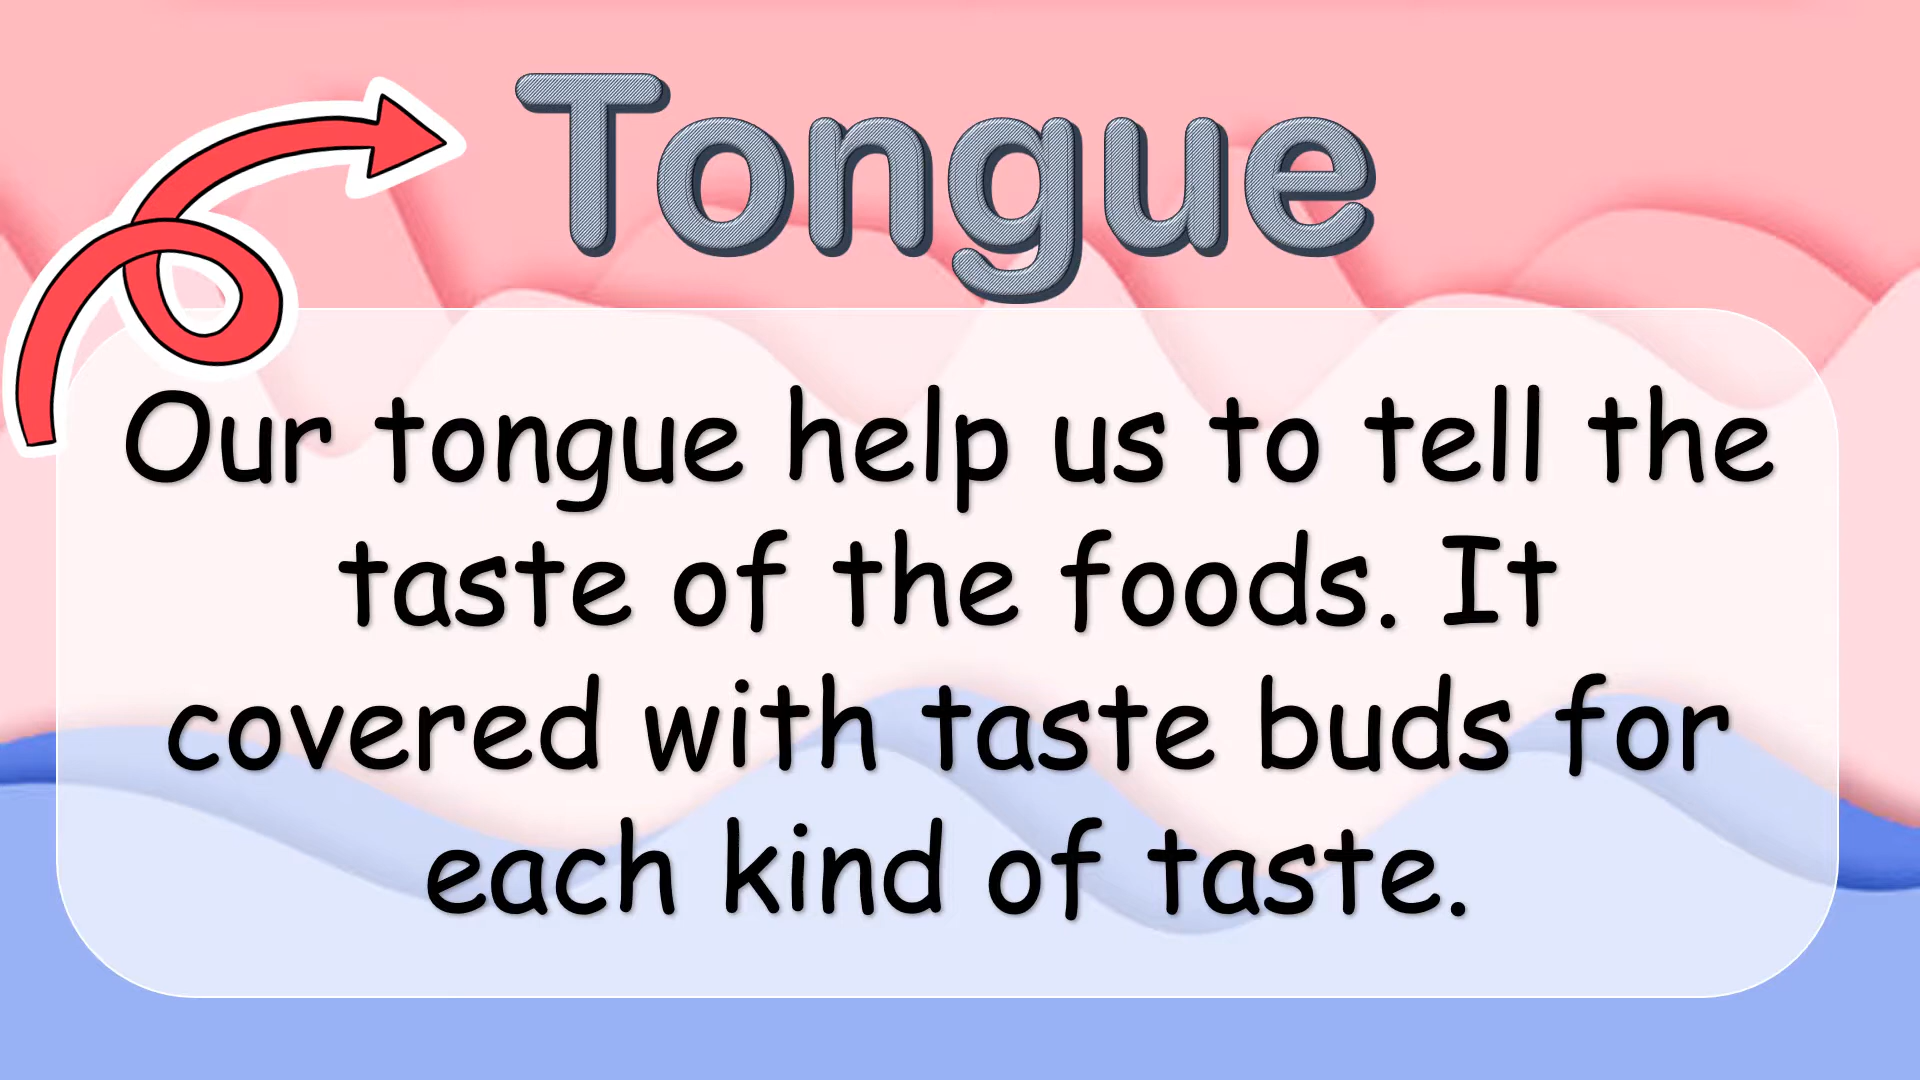 Tongue
Our tongue help us to tell the
taste of the foods. It
covered with taste buds for
each kind of taste.